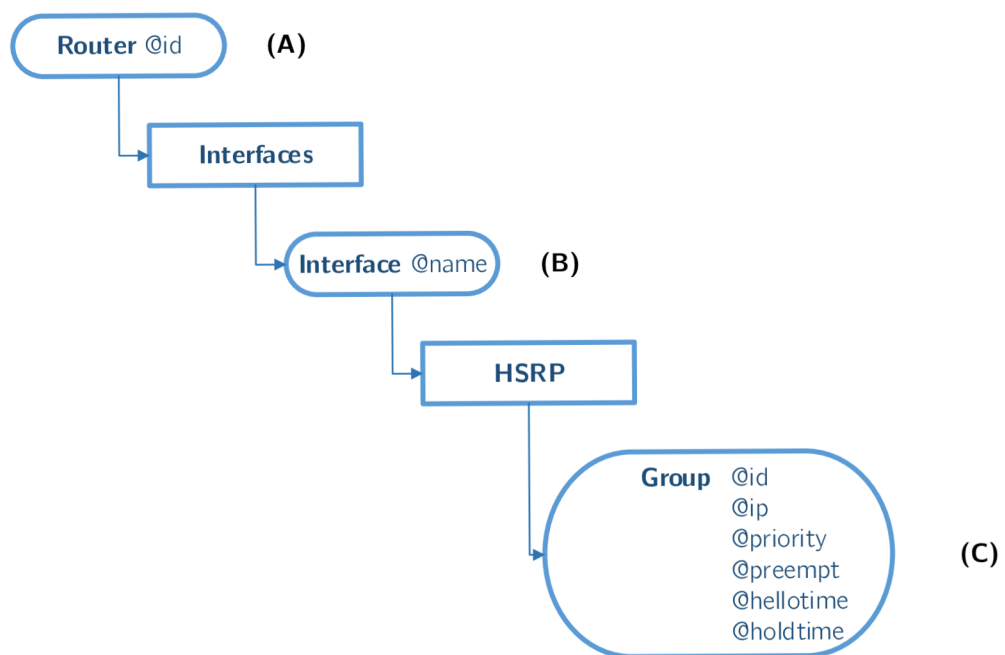 Router @id (A)
Interfaces
Interface @name (B)
HSRP
Group @id
@ip
@priority
@preempt (C)
@hellotime
@holdtime